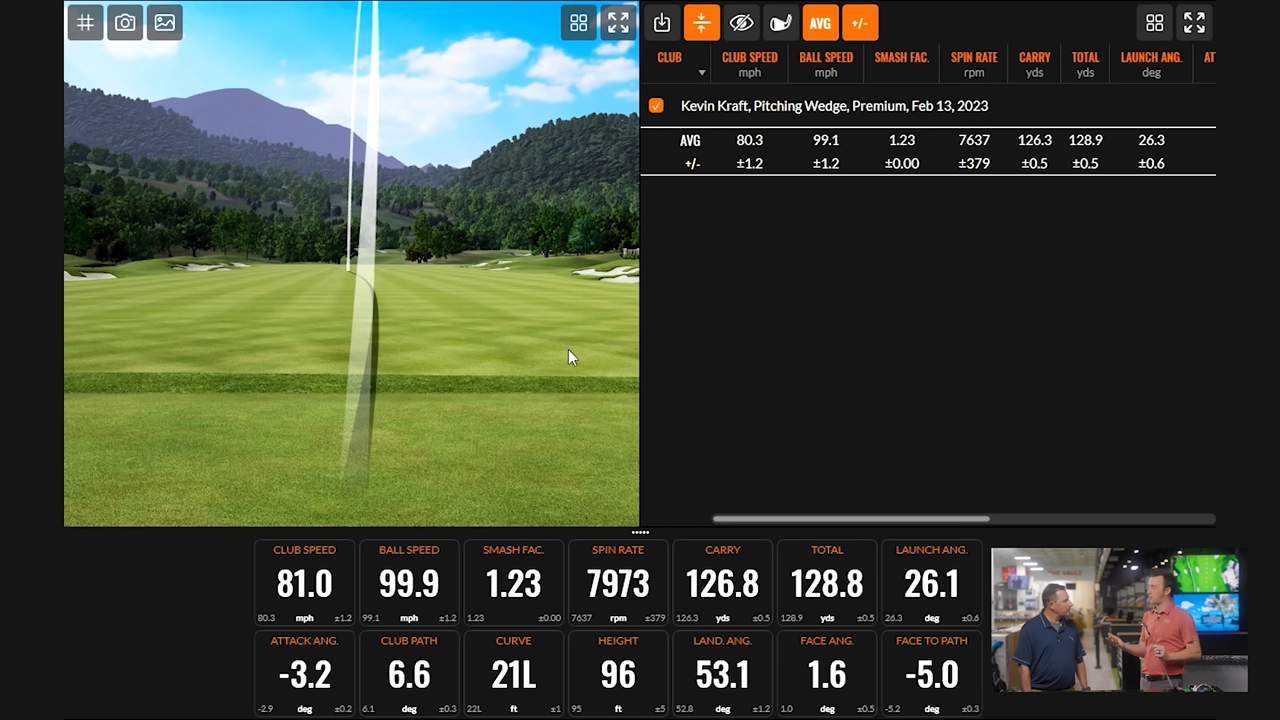 AVG +/-
CLUB CLUB SPEED BALL SPEED SMASH FAC. SPIN RATE CARRY TOTAL LAUNCH ANG. AT
mph mph rpm yds yds deg
Kevin Kraft, Pitching Wedge, Premium, Feb 13, 2023
AVG 80.3 99.1 1.23 7637 126.3 128.9 26.3
+/- ±1.2 ±1.2 ±0.00 ±379 ±0.5 ±0.5 ±0.6
CLUB SPEED BALL SPEED SMASH FAC. SPIN RATE CARRY TOTAL LAUNCH ANG.
81.0 99.9 1.23 7973 126.8 128.8 26.1
80.3 mph ±1.2 99.1 mph ±1.2 1.23 ±0.00 7637 rpm ±379 126.3 yds ±0.5 128.9 yds ±0.5 26.3 deg ±0.6
ATTACK ANG. CLUB PATH CURVE HEIGHT LAND. ANG. FACE ANG. FACE TO PATH
-3.2 6.6 21L 96 53.1 1.6 -5.0
-2.9 deg ±0.2 6.1 deg ±0.3 22L ft ±1 95 ft ±5 52.8 deg ±1.2 1.0 deg ±0.5 -5.2 deg ±0.3